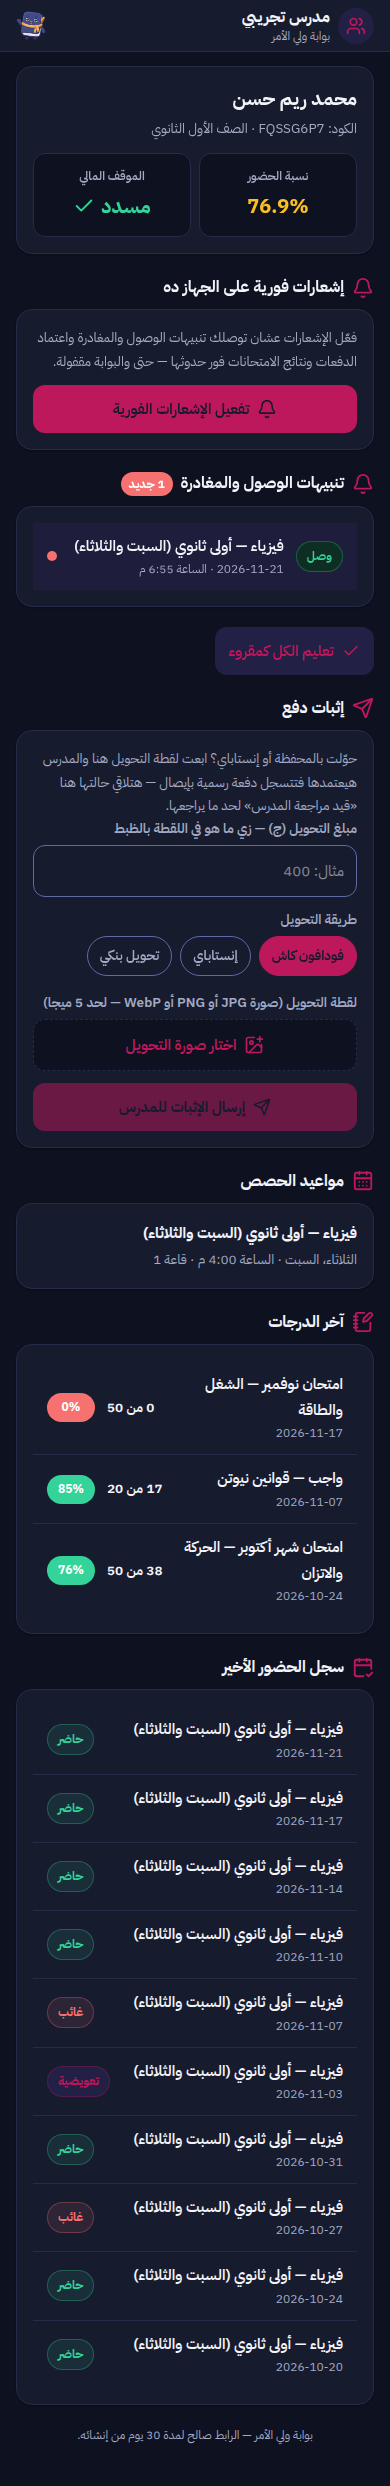 مدرس تجريبي
بوابة ولي الأمر
محمد ريم حسن
الكود: FQSSG6P7 · الصف الأول الثانوي
نسبة الحضور
76.9%
الموقف المالي
مسدد
إشعارات فورية على الجهاز ده
فعّل الإشعارات عشان توصلك تنبيهات الوصول والمغادرة واعتماد
الدفعات ونتائج الامتحانات فور حدوثها — حتى والبوابة مقفولة.
تفعيل الإشعارات الفورية
تنبيهات الوصول والمغادرة
1 جديد
وصل
فيزياء — أولى ثانوي (السبت والثلاثاء)
2026-11-21 · الساعة 6:55 م
تعليم الكل كمقروء
إثبات دفع
حوّلت بالمحفظة أو إنستاباي؟ ابعت لقطة التحويل هنا والمدرس
هيعتمدها فتتسجل دفعة رسمية بإيصال — هتلاقي حالتها هنا
«قيد مراجعة المدرس» لحد ما يراجعها.
مبلغ التحويل (ج) — زي ما هو في اللقطة بالظبط
مثال: 400
طريقة التحويل
فودافون كاش
إنستاباي
تحويل بنكي
لقطة التحويل (صورة JPG أو PNG أو WebP — لحد 5 ميجا)
اختار صورة التحويل
إرسال الإثبات للمدرس
مواعيد الحصص
فيزياء — أولى ثانوي (السبت والثلاثاء)
الثلاثاء، السبت · الساعة 4:00 م · قاعة 1
آخر الدرجات
امتحان نوفمبر — الشغل
والطاقة
2026-11-17
0 من 50
0%
واجب — قوانين نيوتن
2026-11-07
17 من 20
85%
امتحان شهر أكتوبر — الحركة
والاتزان
2026-10-24
38 من 50
76%
سجل الحضور الأخير
فيزياء — أولى ثانوي (السبت والثلاثاء)
2026-11-21
حاضر
فيزياء — أولى ثانوي (السبت والثلاثاء)
2026-11-17
حاضر
فيزياء — أولى ثانوي (السبت والثلاثاء)
2026-11-14
حاضر
فيزياء — أولى ثانوي (السبت والثلاثاء)
2026-11-10
حاضر
فيزياء — أولى ثانوي (السبت والثلاثاء)
2026-11-07
غائب
فيزياء — أولى ثانوي (السبت والثلاثاء)
2026-11-03
تعويضية
فيزياء — أولى ثانوي (السبت والثلاثاء)
2026-10-31
حاضر
فيزياء — أولى ثانوي (السبت والثلاثاء)
2026-10-27
غائب
فيزياء — أولى ثانوي (السبت والثلاثاء)
2026-10-24
حاضر
فيزياء — أولى ثانوي (السبت والثلاثاء)
2026-10-20
حاضر
بوابة ولي الأمر — الرابط صالح لمدة 30 يوم من إنشائه.